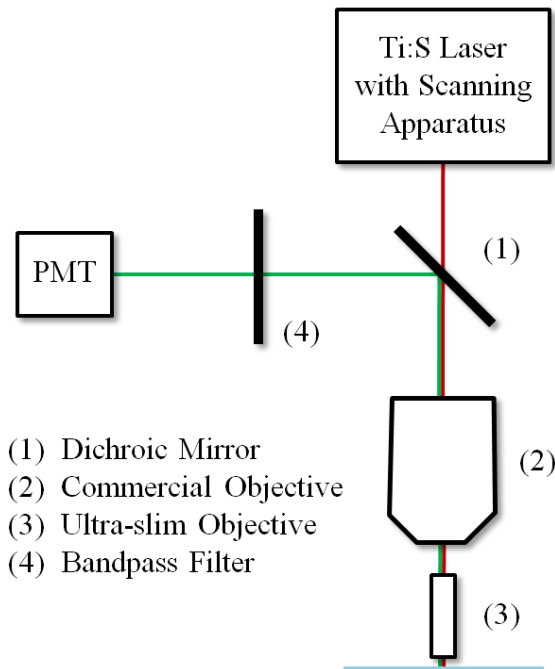 Ti:S Laser
with Scanning
Apparatus
(1)
PMT
(4)
(1) Dichroic Mirror
(2) Commercial Objective
(3) Ultra-slim Objective
(4) Bandpass Filter
(2)
(3)